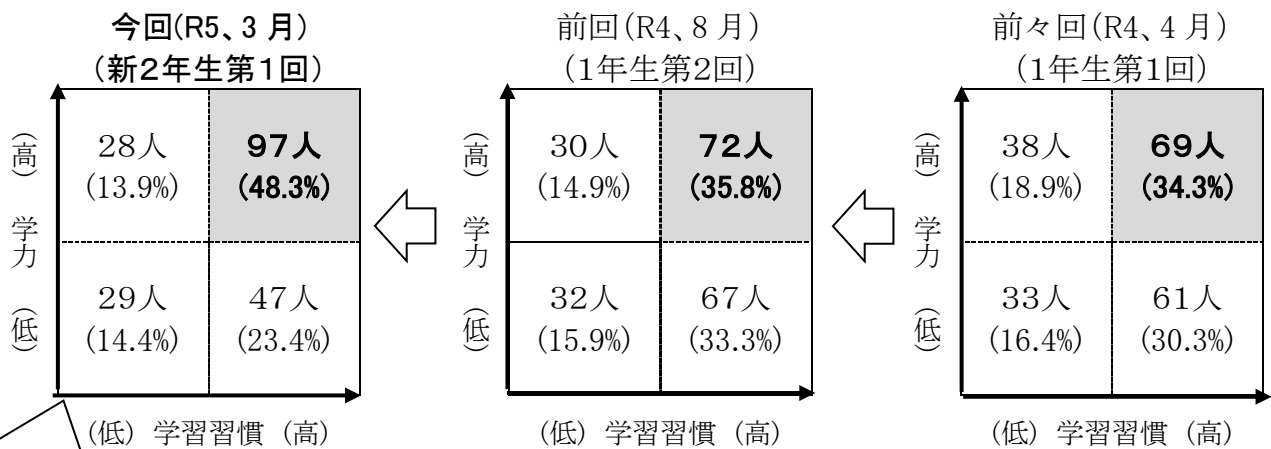 今回(R5、3月)
(新2年生第1回)
(高) 学力 (低)
28人
(13.9%)
97人
(48.3%)
29人
(14.4%)
47人
(23.4%)
(低) 学習習慣 (高)
前回(R4、8月)
(1年生第2回)
(高) 学力 (低)
30人
(14.9%)
72人
(35.8%)
32人
(15.9%)
67人
(33.3%)
(低) 学習習慣 (高)
前々回(R4、4月)
(1年生第1回)
(高) 学力 (低)
38人
(18.9%)
69人
(34.3%)
33人
(16.4%)
61人
(30.3%)
(低) 学習習慣 (高)